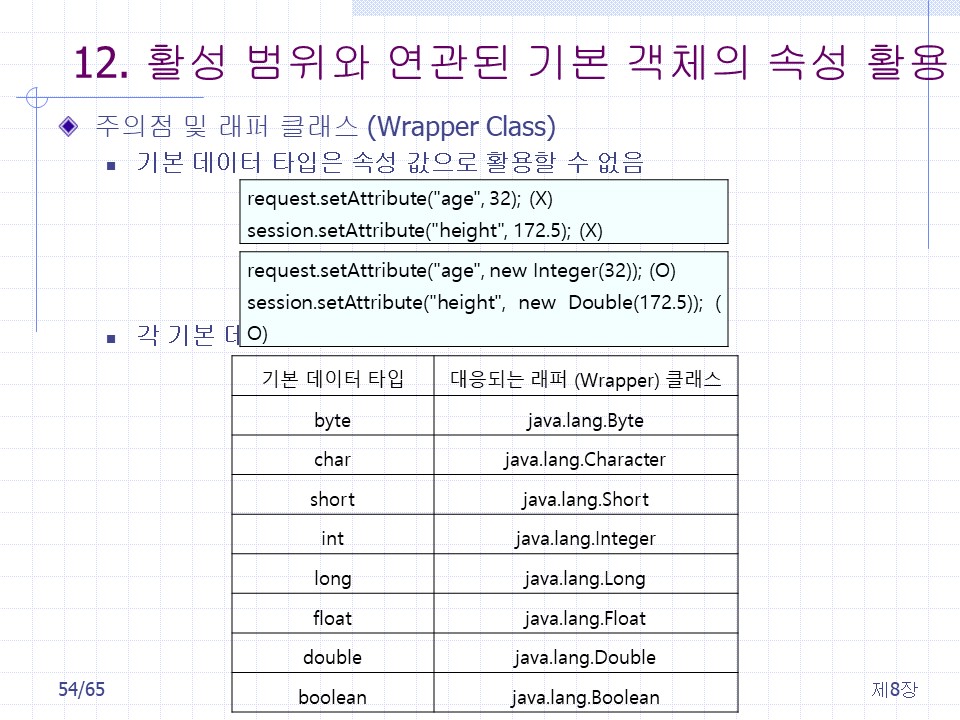 12. 활성 범위와 연관된 기본 객체의 속성 활용
주의점 및 래퍼 클래스 (Wrapper Class)
기본 데이터 타입은 속성 값으로 활용할 수 없음
request.setAttribute("age", 32); (X)
session.setAttribute("height", 172.5); (X)
request.setAttribute("age", new Integer(32)); (O)
session.setAttribute("height", new Double(172.5)); (
O)
각 기본
기본 데이터 타입 대응되는 래퍼 (Wrapper) 클래스
byte java.lang.Byte
char java.lang.Character
short java.lang.Short
int java.lang.Integer
long java.lang.Long
float java.lang.Float
double java.lang.Double
boolean java.lang.Boolean
54/65 제8장